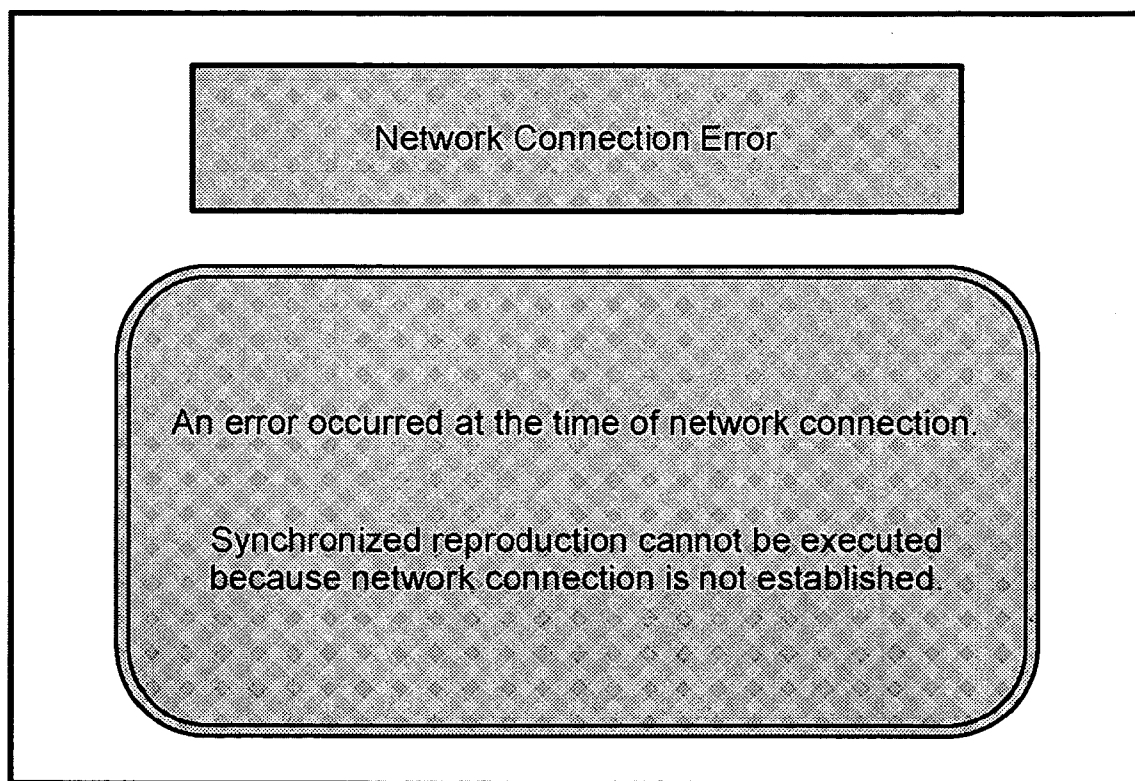 Network Connection Error
An error occurred at the time of network connection.
Synchronized reproduction cannot be executed
because network connection is not established.